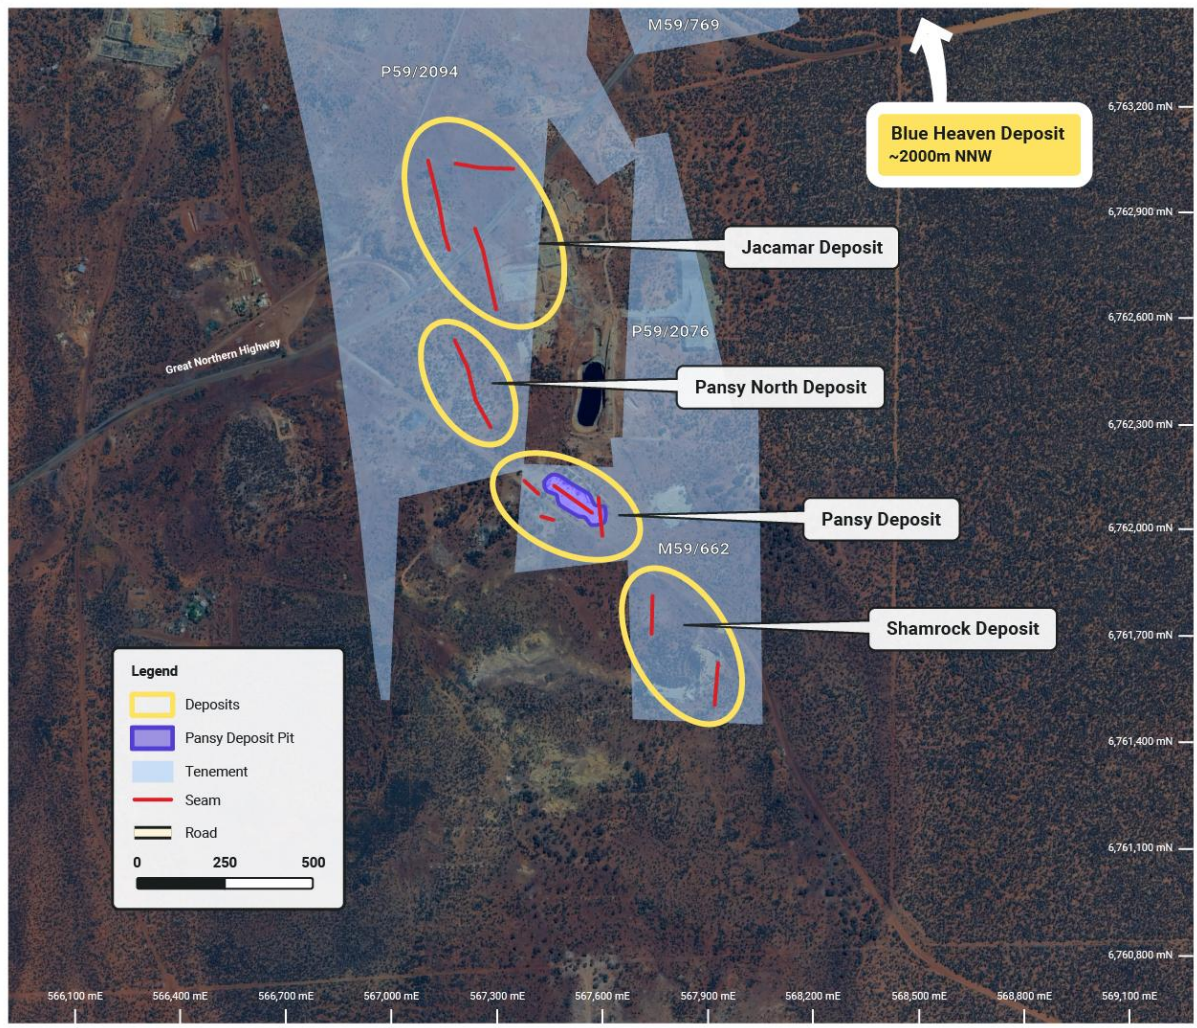 M59/769
P59/2094
6,763,200 mN
Blue Heaven Deposit
~2000m NNW
6,762,900 mN
Jacamar Deposit
6,762,600 mN
P59/2076
Great Northern Highway
Pansy North Deposit
6,762,300 mN
Pansy Deposit
6,762,000 mN
M59/662
Shamrock Deposit
6,761,700 mN
Legend
Deposits
Pansy Deposit Pit
Tenement
Seam
Road
0 250 500
6,761,400 mN
6,761,100 mN
6,760,800 mN
566,100 mE 566,400 mE 566,700 mE 567,000 mE 567,300 mE 567,600 mE 567,900 mE 568,200 mE 568,500 mE 568,800 mE 569,100 mE